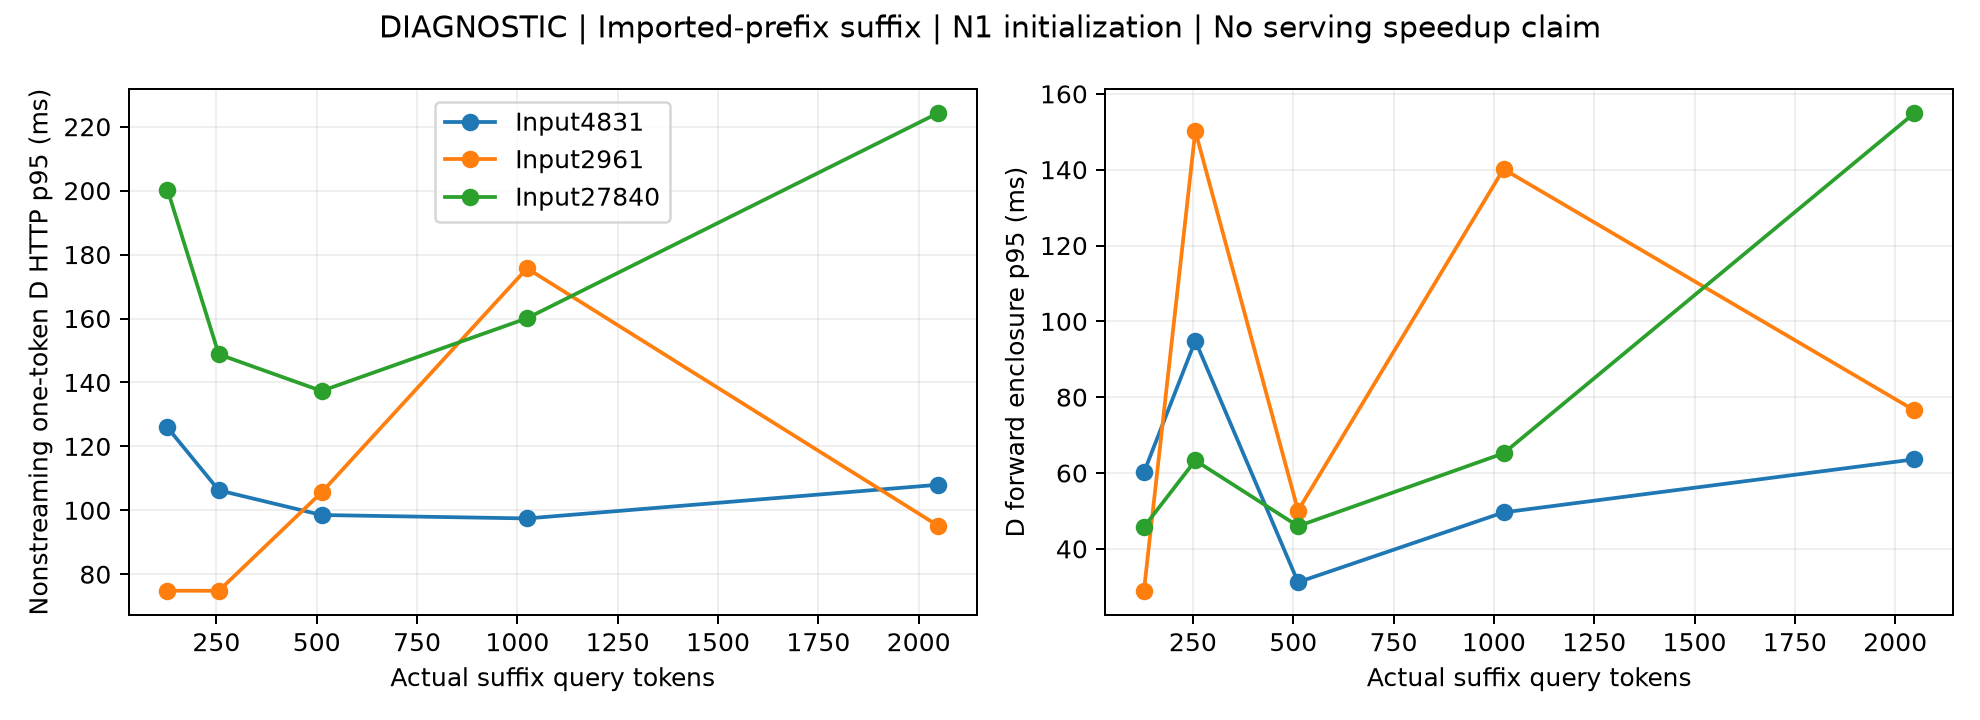 DIAGNOSTIC | Imported-prefix suffix | N1 initialization | No serving speedup claim
Nonstreaming one-token D HTTP p95 (ms)
220
200
180
160
140
120
100
80
Input4831
Input2961
Input27840
250 500 750 1000 1250 1500 1750 2000
Actual suffix query tokens
D forward enclosure p95 (ms)
160
140
120
100
80
60
40
250 500 750 1000 1250 1500 1750 2000
Actual suffix query tokens